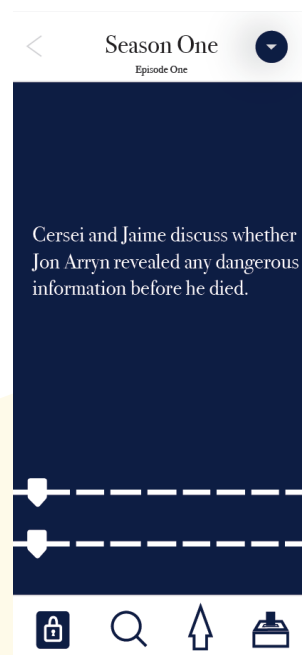 Season One
Episode One
Cersei and Jaime discuss whether
Jon Arryn revealed any dangerous
information before he died.